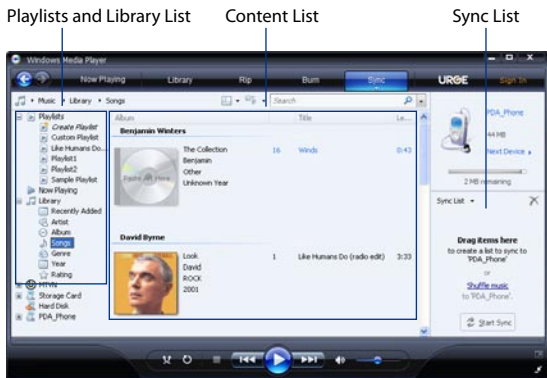 Playlists and Library List
Content List
Sync List
Windows Media Player
Now Playing
Library
Rip
Burn
Sync
URGE
Sign In
Music • Library • Songs
Search
Playlists
Create Playlist
Custom Playlist
Like Humans Do...
Playlist1
Playlist2
Sample Playlist
Now Playing
Library
Recently Added
Artist
Album
Songs
Genre
Year
Rating
MTVN
Storage Card
Hard Disk
PDA_Phone
Album
Title
Le...
Benjamin Winters
Paste Art Here
The Collection
Benjamin
Other
Unknown Year
16
Winds
0:43
David Byrne
Look
David
ROCK
2001
1
Like Humans Do (radio edit)
3:33
PDA_Phone
44 MB
Next Device
2 MB remaining
Sync List
Drag items here
to create a list to sync to
'PDA_Phone'
or
Shuffle music
to 'PDA_Phone'.
Start Sync